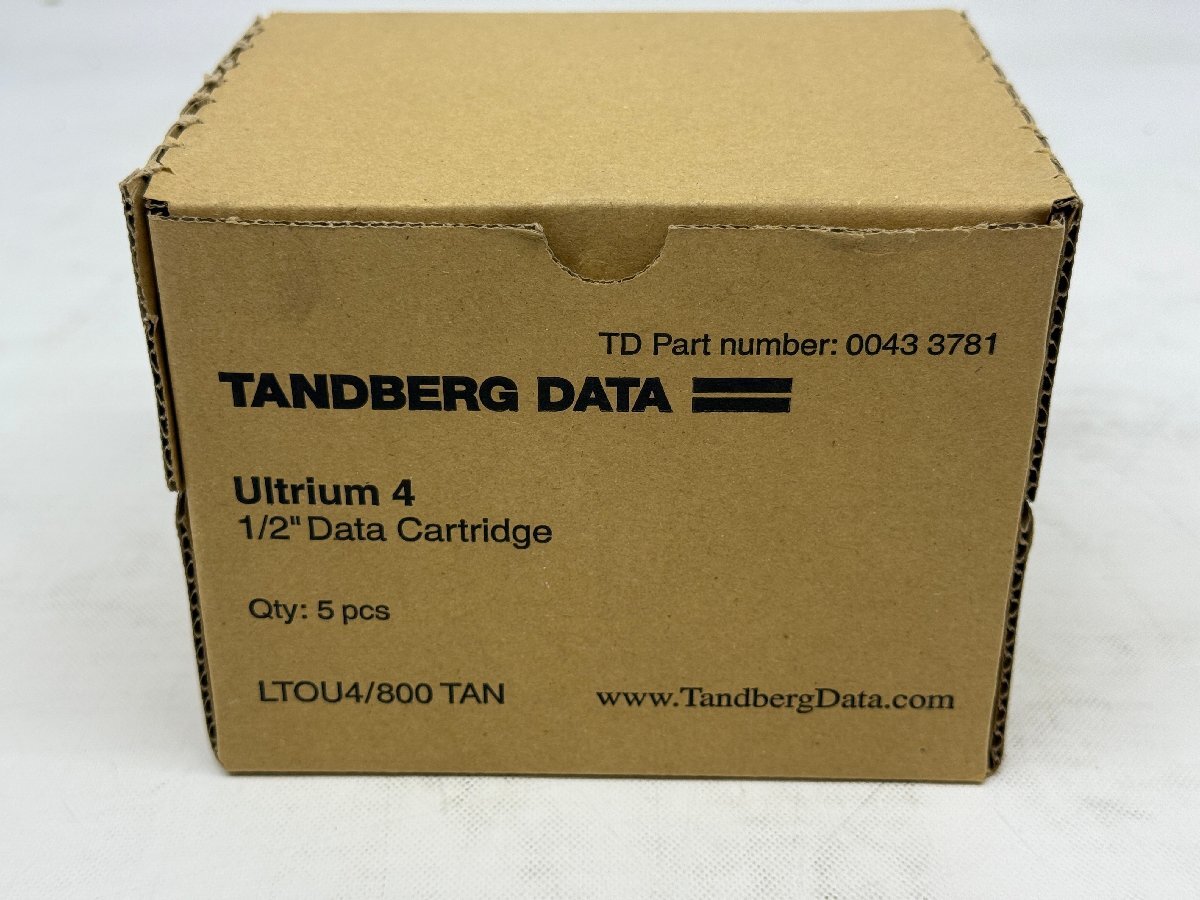 TD Part number: 0043 3781
TANDBERG DATA
Ultrium 4
1/2" Data Cartridge
Qty: 5 pcs
LTOU4/800 TAN
www.TandbergData.com